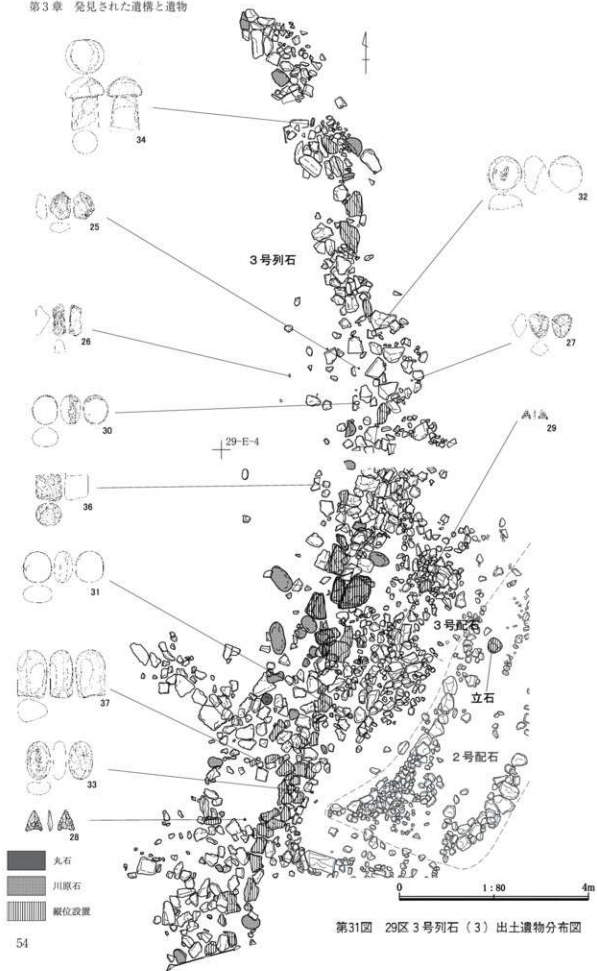 第3章 発見された遺構と遺物
34
32
25
3号列石
26
27
30
29
29-E-4
36
31
3号配石
立石
37
2号配石
33
28
丸石
川原石
縦位設置
0 1:80 4m
第31図 29区3号列石(3)出土遺物分布図
54